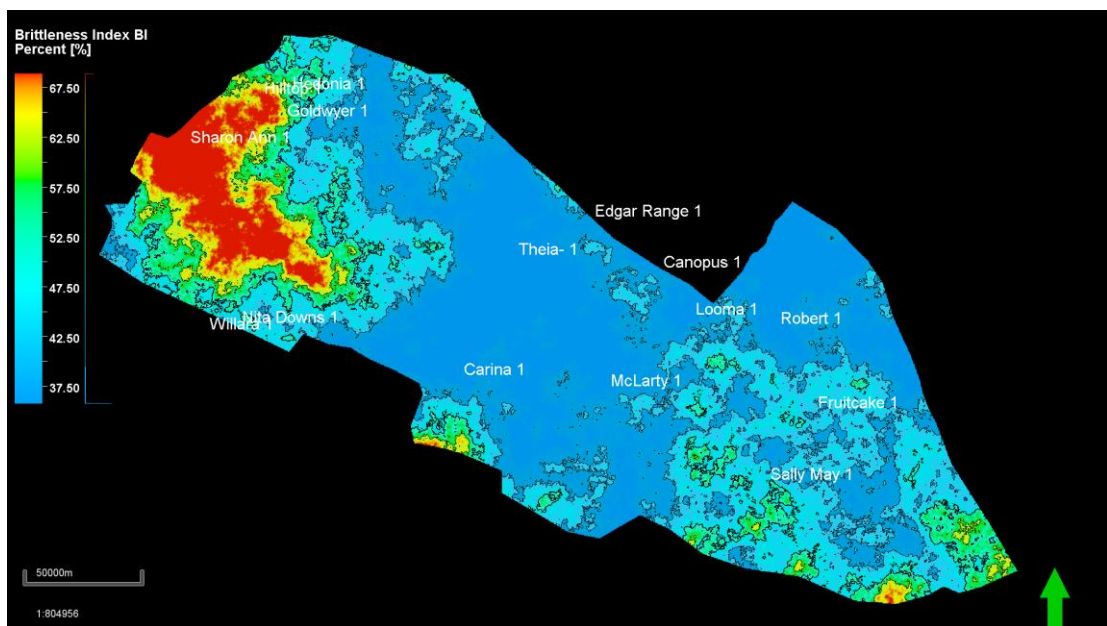 Brittleness Index BI
Percent [%]
67.50
62.50
57.50
52.50
47.50
42.50
37.50
Hilltop 1
Hedonia 1
Goldwyer 1
Sharon Ann 1
Edgar Range 1
Theia- 1
Canopus 1
Looma 1
Robert 1
Willara 1
Nita Downs 1
Carina 1
McLarty 1
Fruitcake 1
Sally May 1
50000m
1:804956